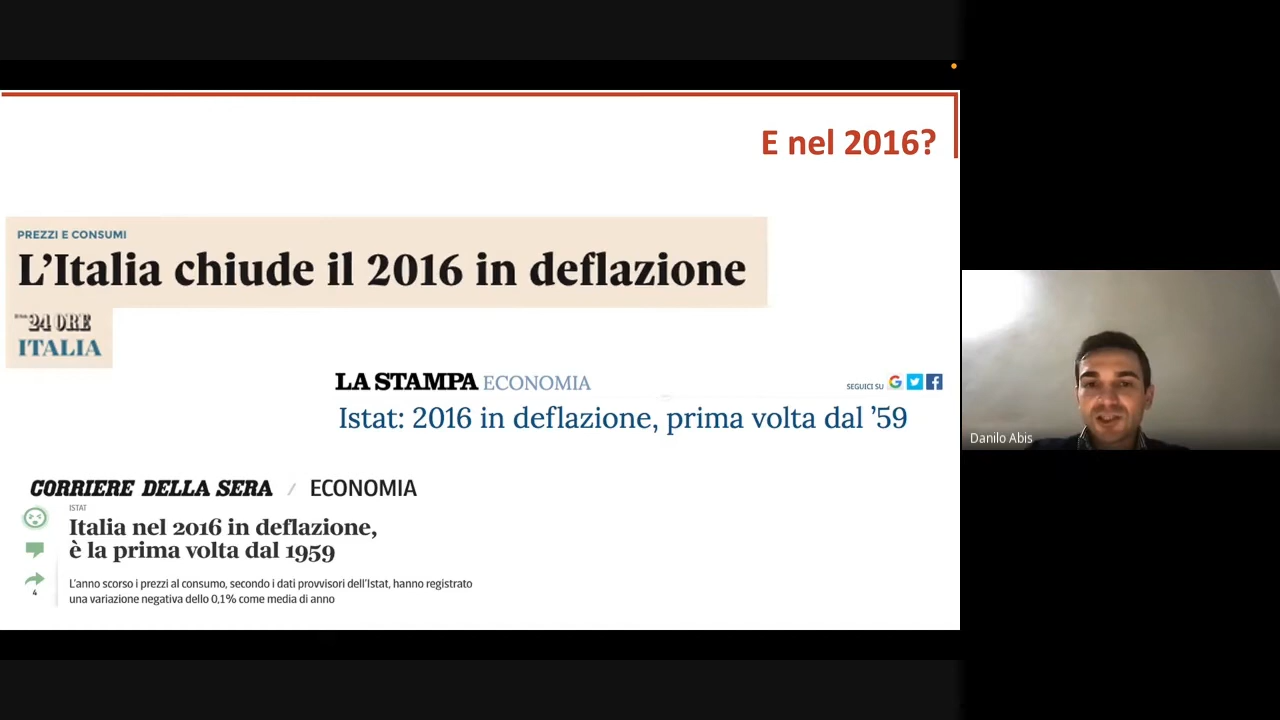 E nel 2016?
PREZZI E CONSUMI
L'Italia chiude il 2016 in deflazione
24 ORE
ITALIA
LA STAMPA ECONOMIA
SEGUICI SU
Istat: 2016 in deflazione, prima volta dal ’59
CORRIERE DELLA SERA / ECONOMIA
ISTAT
Italia nel 2016 in deflazione,
è la prima volta dal 1959
L’anno scorso i prezzi al consumo, secondo i dati provvisori dell’Istat, hanno registrato
una variazione negativa dello 0,1% come media di anno
4
Danilo Abis